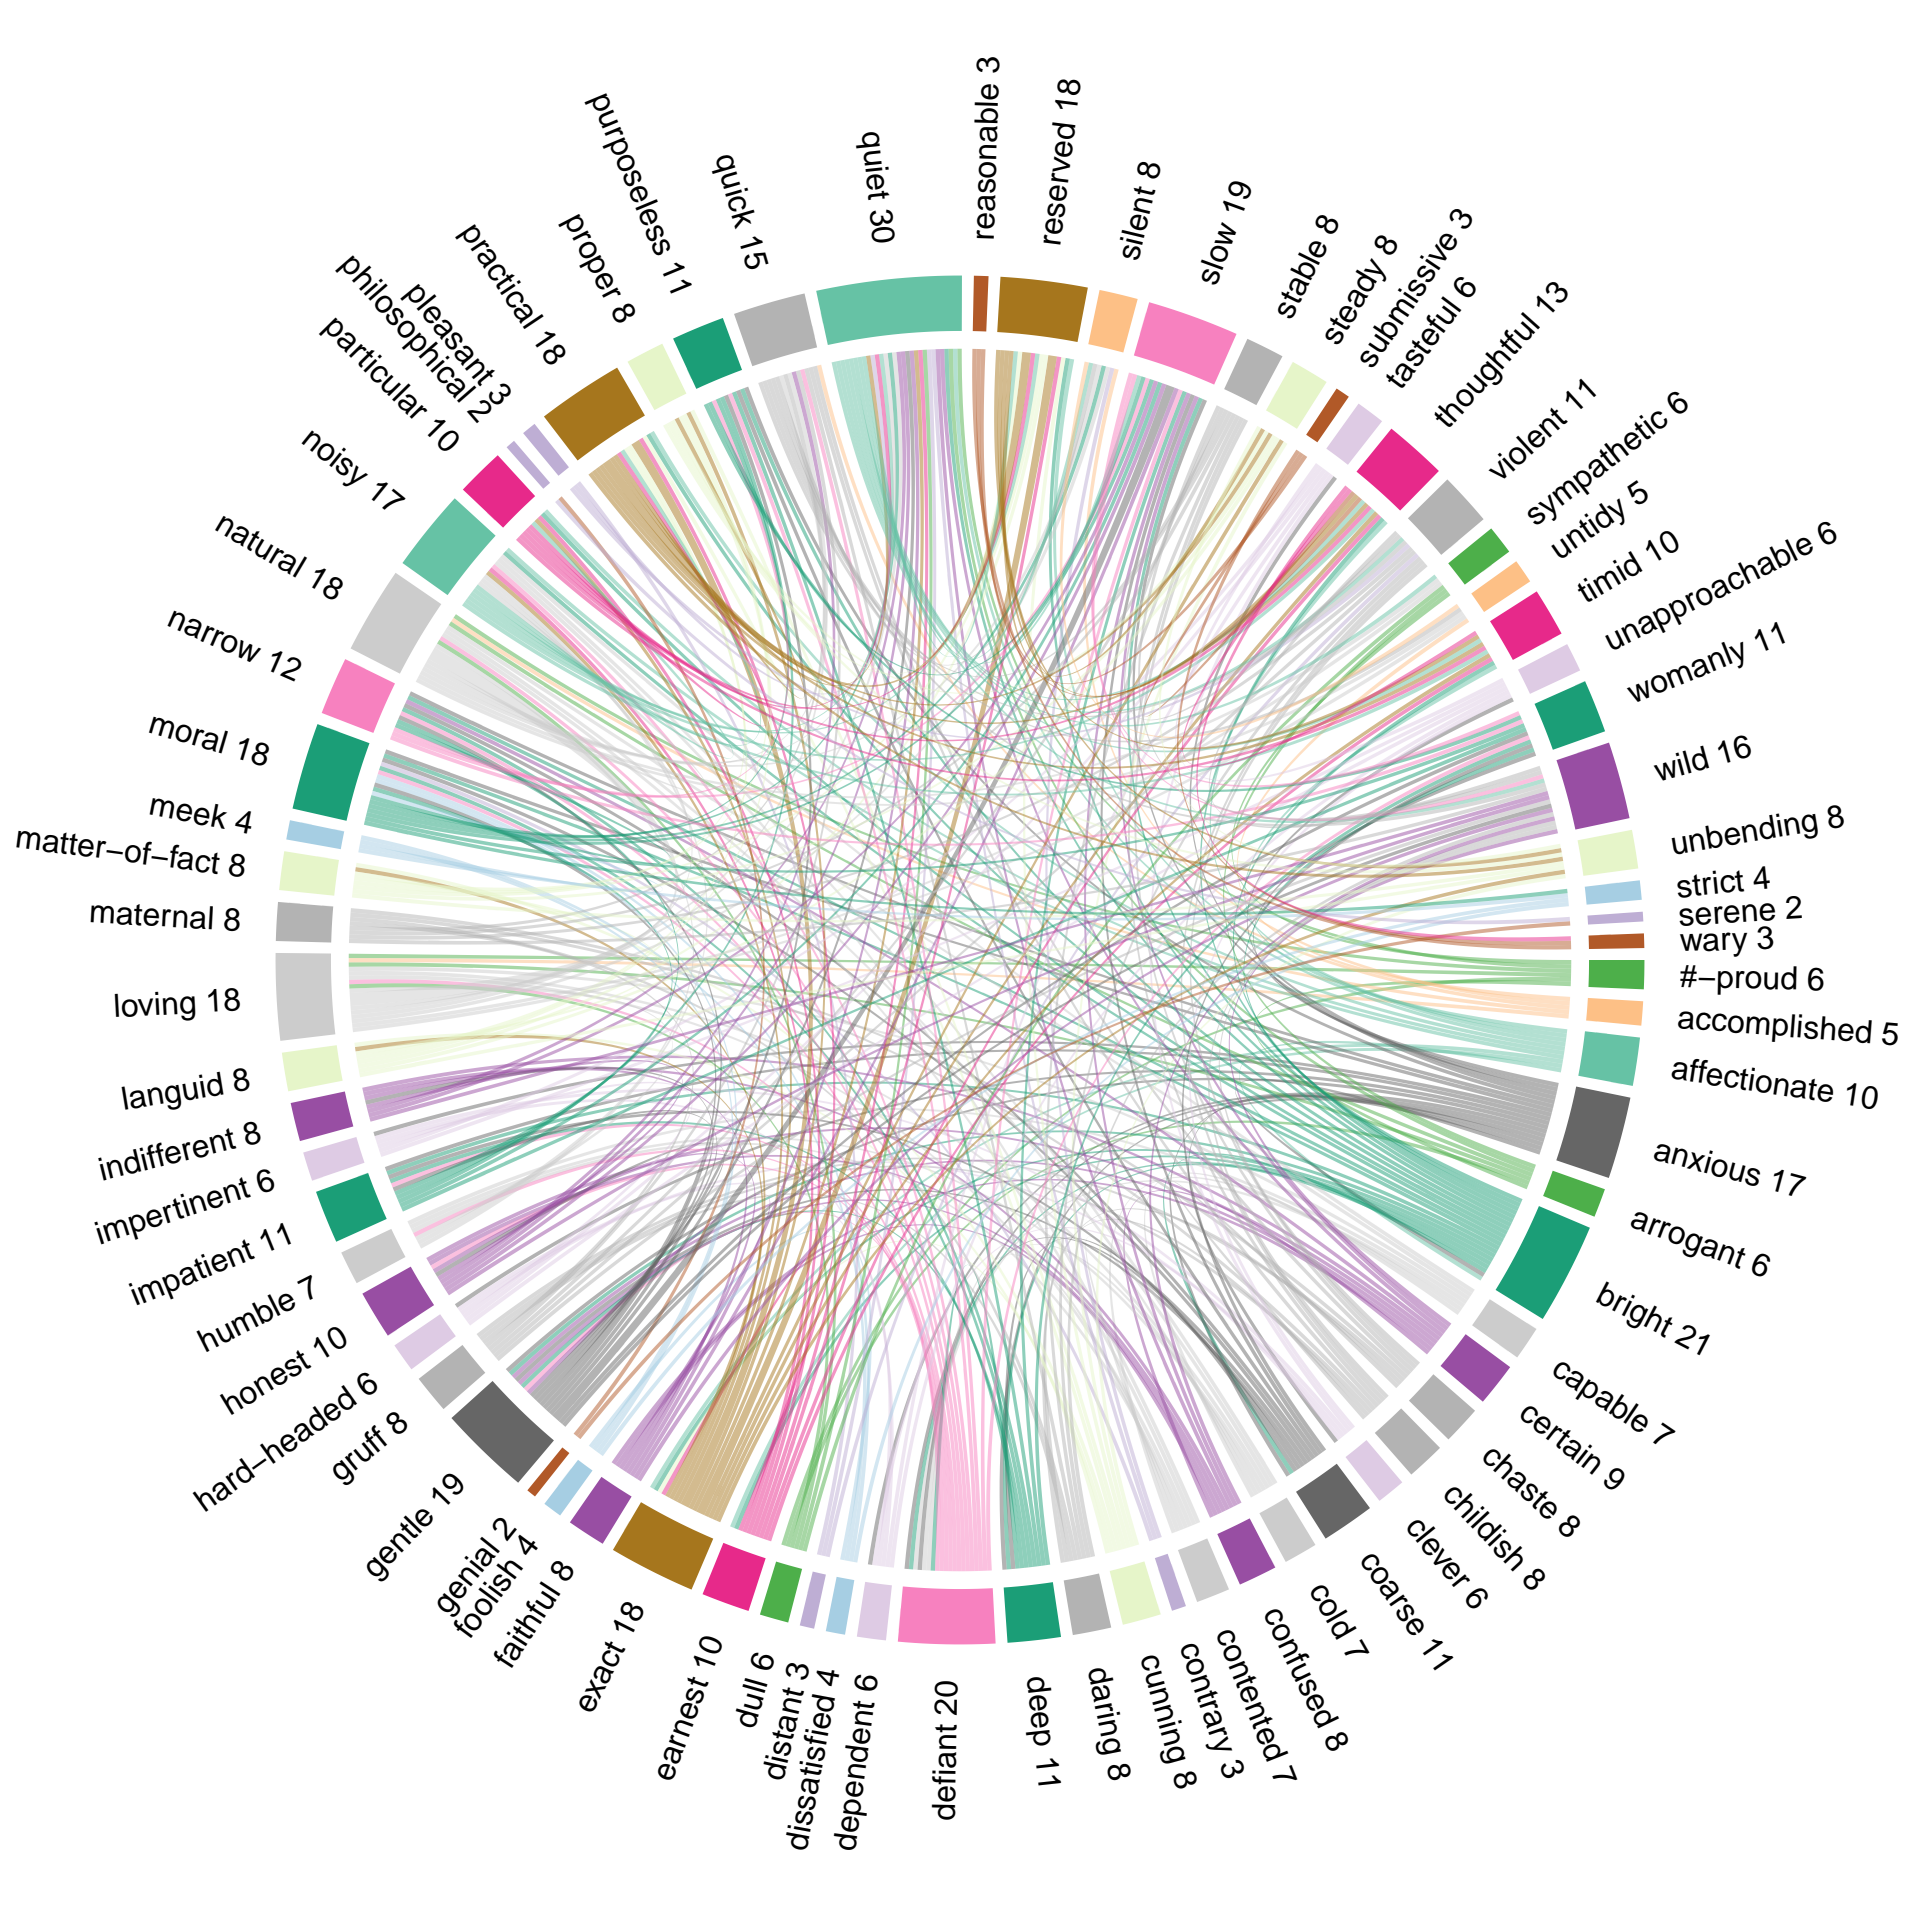 reasonable 3
reserved 18
silent 8
slow 19
stable 8
steady 8
submissive 3
tasteful 6
thoughtful 13
violent 11
sympathetic 6
untidy 5
timid 10
unapproachable 6
womanly 11
wild 16
unbending 8
strict 4
serene 2
wary 3
#−proud 6
accomplished 5
affectionate 10
anxious 17
arrogant 6
bright 21
capable 7
certain 9
chaste 8
childish 8
clever 6
coarse 11
cold 7
confused 8
contented 7
contrary 3
cunning 8
daring 8
deep 11
defiant 20
dependent 6
dissatisfied 4
distant 3
dull 6
earnest 10
exact 18
faithful 8
foolish 4
genial 2
gentle 19
gruff 8
hard−headed 6
honest 10
humble 7
impatient 11
impertinent 6
indifferent 8
languid 8
loving 18
maternal 8
matter−of−fact 8
meek 4
moral 18
narrow 12
natural 18
noisy 17
particular 10
philosophical 2
pleasant 3
practical 18
proper 8
purposeless 11
quick 15
quiet 30